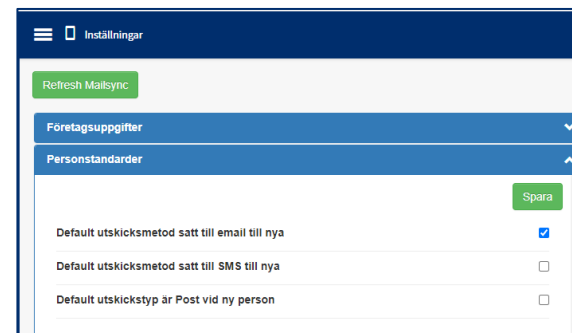 Inställningar
Refresh Mailsync
Företagsuppgifter
Personstandarder
Spara
Default utskicksmetod satt till email till nya
Default utskicksmetod satt till SMS till nya
Default utskickstyp är Post vid ny person